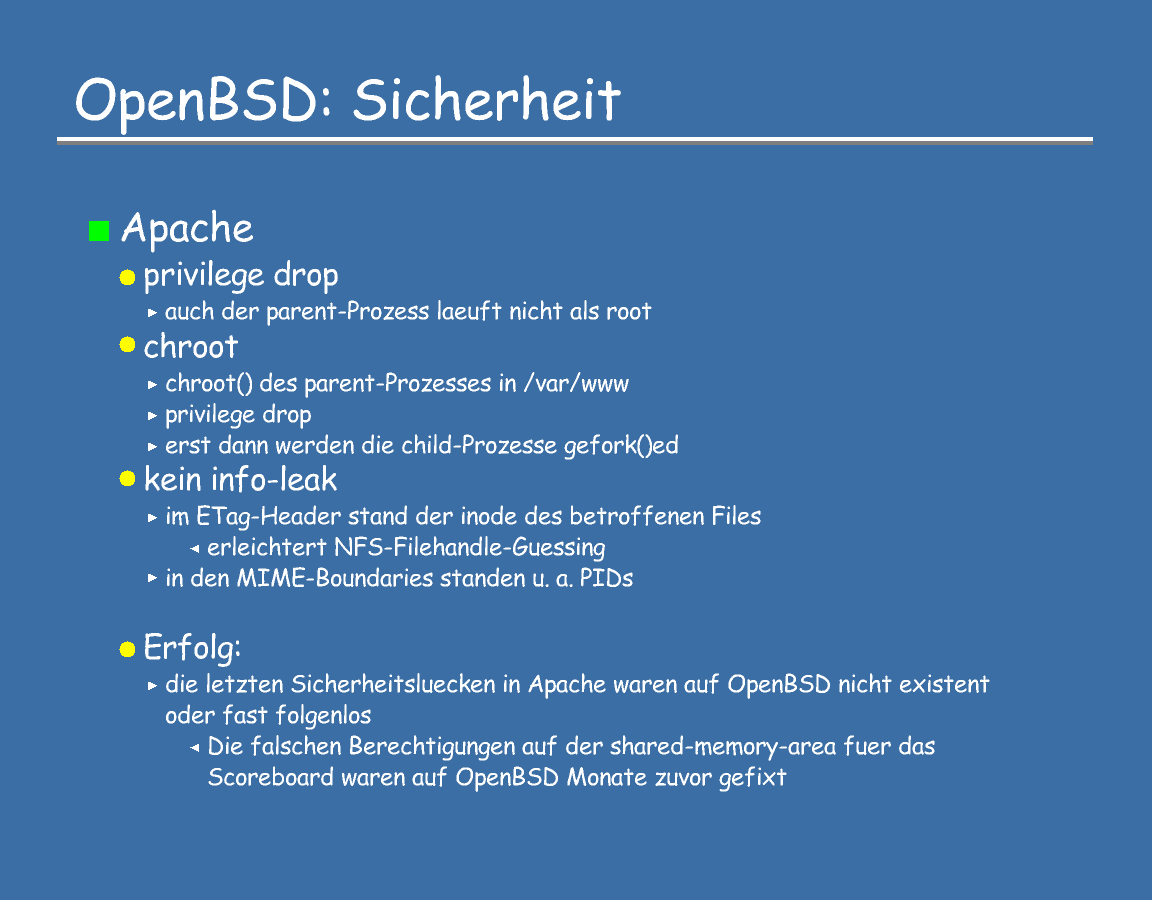 OpenBSD: Sicherheit
Apache
privilege drop
auch der parent-Prozess laeuft nicht als root
chroot
chroot() des parent-Prozesses in /var/www
privilege drop
erst dann werden die child-Prozesse gefork()ed
kein info-leak
im ETag-Header stand der inode des betroffenen Files
erleichtert NFS-Filehandle-Guessing
in den MIME-Boundaries standen u. a. PIDs
Erfolg:
die letzten Sicherheitsluecken in Apache waren auf OpenBSD nicht existent
oder fast folgenlos
Die falschen Berechtigungen auf der shared-memory-area fuer das
Scoreboard waren auf OpenBSD Monate zuvor gefixt